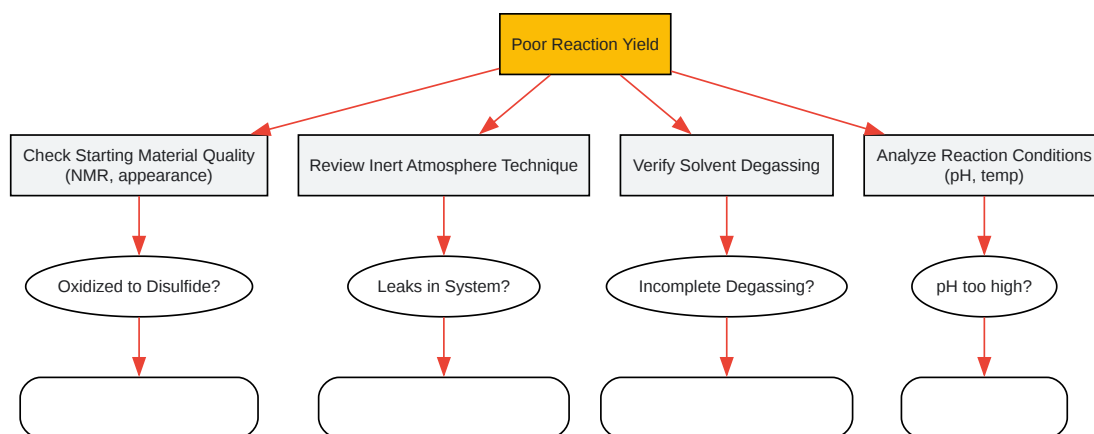 Poor Reaction Yield
Check Starting Material Quality
(NMR, appearance)
Review Inert Atmosphere Technique
Verify Solvent Degassing
Analyze Reaction Conditions
(pH, temp)
Oxidized to Disulfide?
Leaks in System?
Incomplete Degassing?
pH too high?